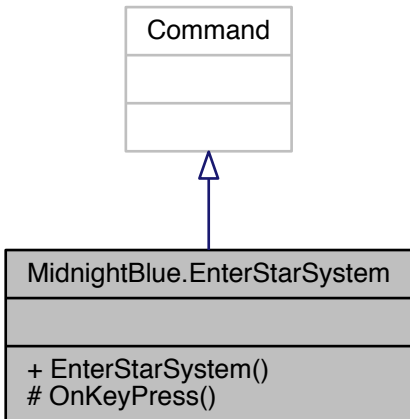 Command
MidnightBlue.EnterStarSystem
+ EnterStarSystem()
# OnKeyPress()